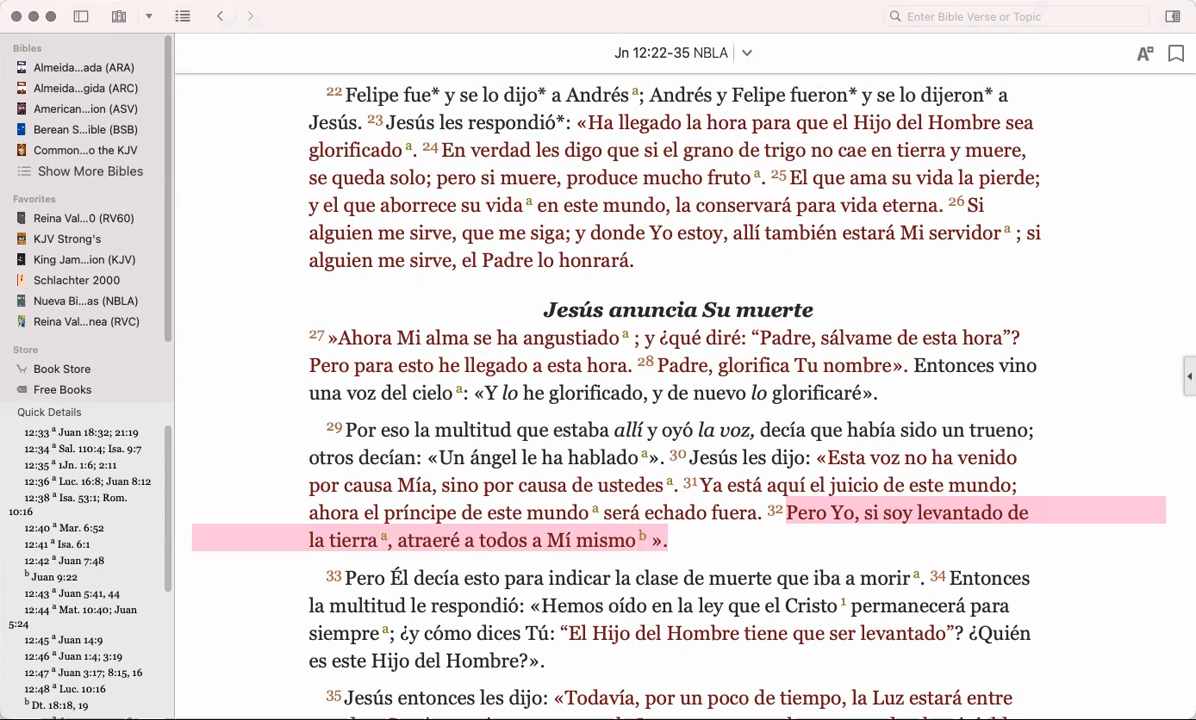 Enter Bible Verse or Topic
Bibles
Almeida...ada (ARA)
Almeida...gida (ARC)
American...ion (ASV)
Berean S...ible (BSB)
Common...o the KJV
Show More Bibles
Favorites
Reina Val...0 (RV60)
KJV Strong's
King Jam...ion (KJV)
Schlachter 2000
Nueva Bi...as (NBLA)
Reina Val...nea (RVC)
Store
Book Store
Free Books
Quick Details
12:33 a Juan 18:32; 21:19
12:34 a Sal. 110:4; Isa. 9:7
12:35 a 1Jn. 1:6; 2:11
12:36 a Luc. 16:8; Juan 8:12
12:38 a Isa. 53:1; Rom.
10:16
12:40 a Mar. 6:52
12:41 a Isa. 6:1
12:42 a Juan 7:48
b Juan 9:22
12:43 a Juan 5:41, 44
12:44 a Mat. 10:40; Juan
5:24
12:45 a Juan 14:9
12:46 a Juan 1:4; 3:19
12:47 a Juan 3:17; 8:15, 16
12:48 a Luc. 10:16
b Dt. 18:18, 19
Jn 12:22-35 NBLA
22 Felipe fue* y se lo dijo* a Andrés a; Andrés y Felipe fueron* y se lo dijeron* a
Jesús. 23 Jesús les respondió*: «Ha llegado la hora para que el Hijo del Hombre sea
glorificado a. 24 En verdad les digo que si el grano de trigo no cae en tierra y muere,
se queda solo; pero si muere, produce mucho fruto a. 25 El que ama su vida la pierde;
y el que aborrece su vida a en este mundo, la conservará para vida eterna. 26 Si
alguien me sirve, que me siga; y donde Yo estoy, allí también estará Mi servidor a ; si
alguien me sirve, el Padre lo honrará.
Jesús anuncia Su muerte
27 »Ahora Mi alma se ha angustiado a ; y ¿qué diré: “Padre, sálvame de esta hora”?
Pero para esto he llegado a esta hora. 28 Padre, glorifica Tu nombre». Entonces vino
una voz del cielo a: «Y lo he glorificado, y de nuevo lo glorificaré».
29 Por eso la multitud que estaba allí y oyó la voz, decía que había sido un trueno;
otros decían: «Un ángel le ha hablado a». 30 Jesús les dijo: «Esta voz no ha venido
por causa Mía, sino por causa de ustedes a. 31 Ya está aquí el juicio de este mundo;
ahora el príncipe de este mundo a será echado fuera. 32 Pero Yo, si soy levantado de
la tierra a, atraeré a todos a Mí mismo b ».
33 Pero Él decía esto para indicar la clase de muerte que iba a morir a. 34 Entonces
la multitud le respondió: «Hemos oído en la ley que el Cristo 1 permanecerá para
siempre a; ¿y cómo dices Tú: “El Hijo del Hombre tiene que ser levantado”? ¿Quién
es este Hijo del Hombre?».
35 Jesús entonces les dijo: «Todavía, por un poco de tiempo, la Luz estará entre